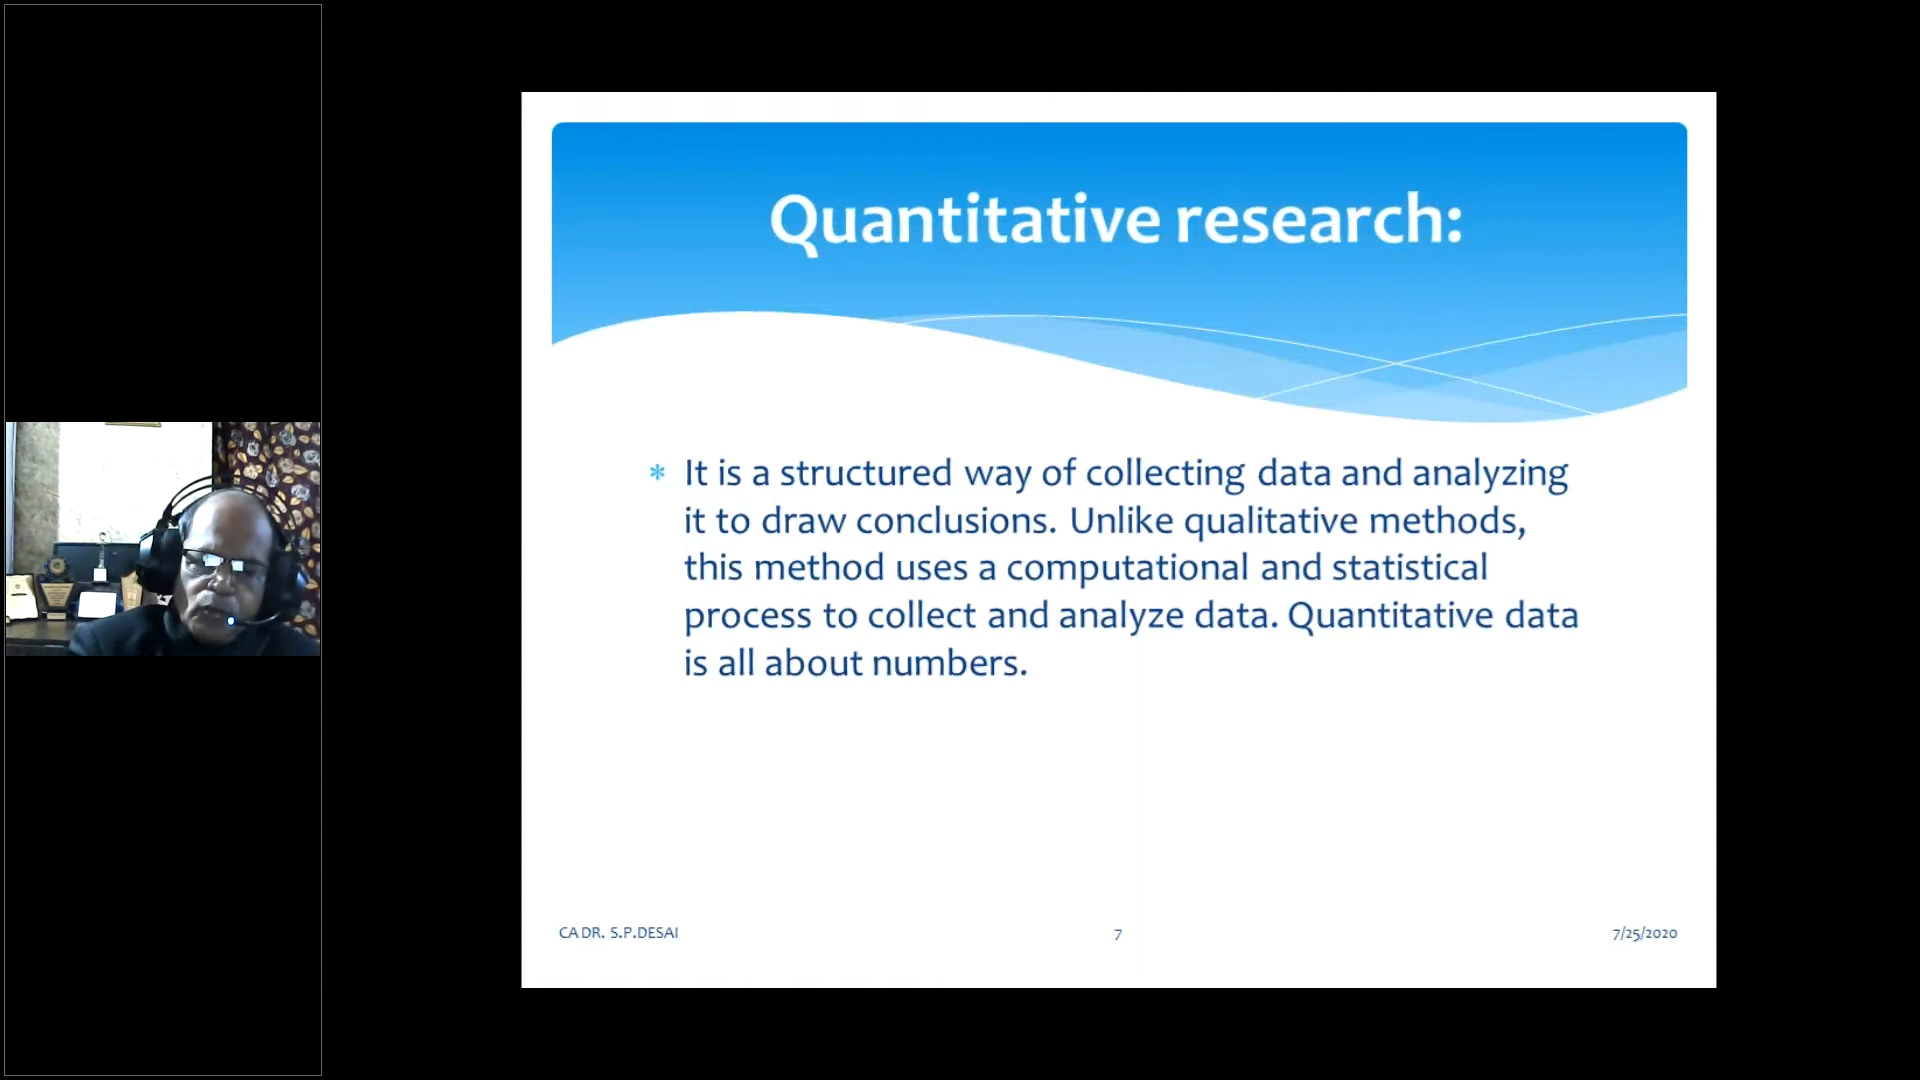 Quantitative research:
* It is a structured way of collecting data and analyzing
it to draw conclusions. Unlike qualitative methods,
this method uses a computational and statistical
process to collect and analyze data. Quantitative data
is all about numbers.
CA DR. S.P.DESAI
7
7/25/2020